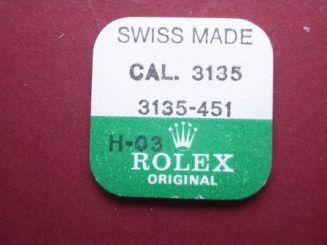 SWISS MADE
CAL. 3135
3135-451
H-03
ROLEX
ORIGINAL